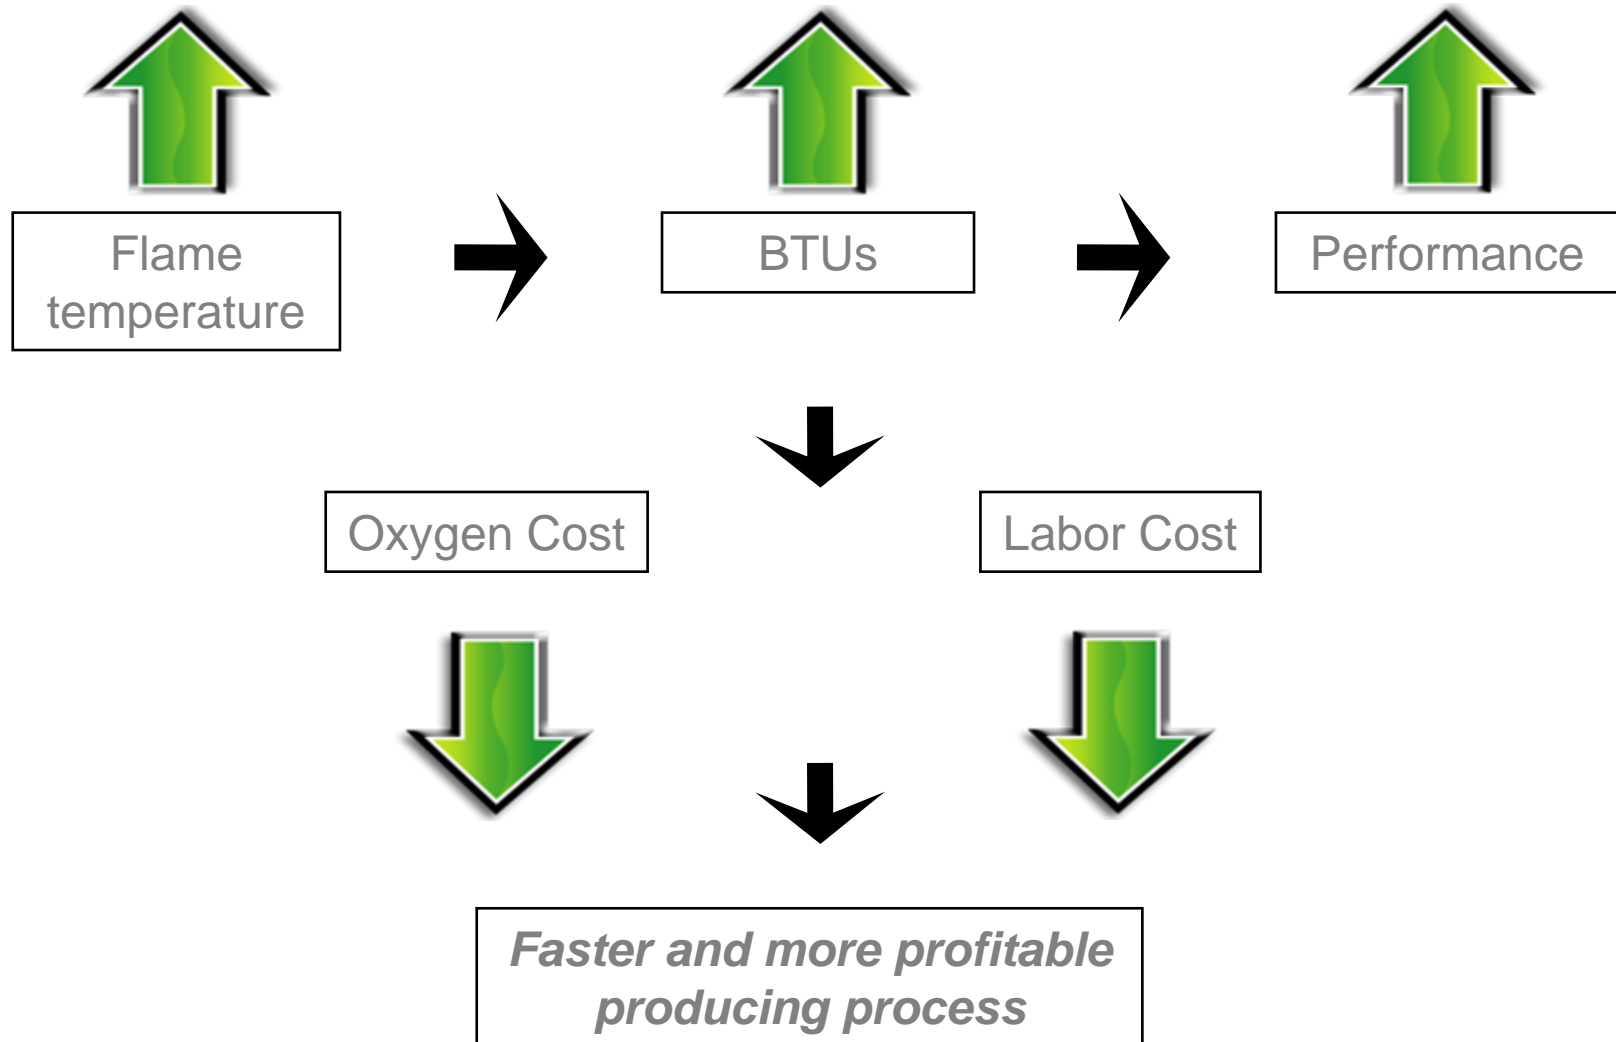 Flame
temperature
BTUs
Performance
Oxygen Cost
Labor Cost
Faster and more profitable
producing process